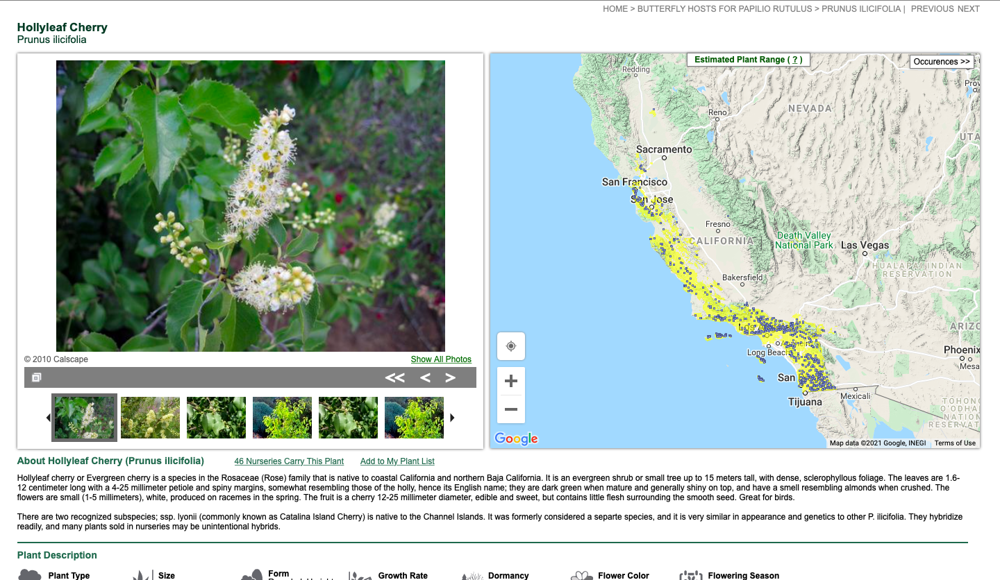 HOME > BUTTERFLY HOSTS FOR PAPILIO RUTULUS > PRUNUS ILICIFOLIA | PREVIOUS NEXT
Hollyleaf Cherry
Prunus ilicifolia
Estimated Plant Range ( ? )
Occurences >>
Redding
Reno
NEVADA
Sacramento
San Francisco
San Jose
Fresno
CALIFORNIA
Death Valley
National Park
Las Vegas
HUALAPAI INDIAN
RESERVATION
Bakersfield
Long Beach
Phoenix
Mesa
San
Tijuana
Mexicali
Google
Map data ©2021 Google, INEGI Terms of Use
© 2010 Calscape
Show All Photos
<< < >
About Hollyleaf Cherry (Prunus ilicifolia) 46 Nurseries Carry This Plant Add to My Plant List
Hollyleaf cherry or Evergreen cherry is a species in the Rosaceae (Rose) family that is native to coastal California and northern Baja California. It is an evergreen shrub or small tree up to 15 meters tall, with dense, sclerophyllous foliage. The leaves are 1.6-
12 centimeter long with a 4-25 millimeter petiole and spiny margins, somewhat resembling those of the holly, hence its English name; they are dark green when mature and generally shiny on top, and have a smell resembling almonds when crushed. The
flowers are small (1-5 millimeters), white, produced on racemes in the spring. The fruit is a cherry 12-25 millimeter diameter, edible and sweet, but contains little flesh surrounding the smooth seed. Great for birds.
There are two recognized subspecies; ssp. lyonii (commonly known as Catalina Island Cherry) is native to the Channel Islands. It was formerly considered a separte species, and it is very similar in appearance and genetics to other P. ilicifolia. They hybridize
readily, and many plants sold in nurseries may be unintentional hybrids.
Plant Description
Plant Type Size Form Growth Rate Dormancy Flower Color Flowering Season